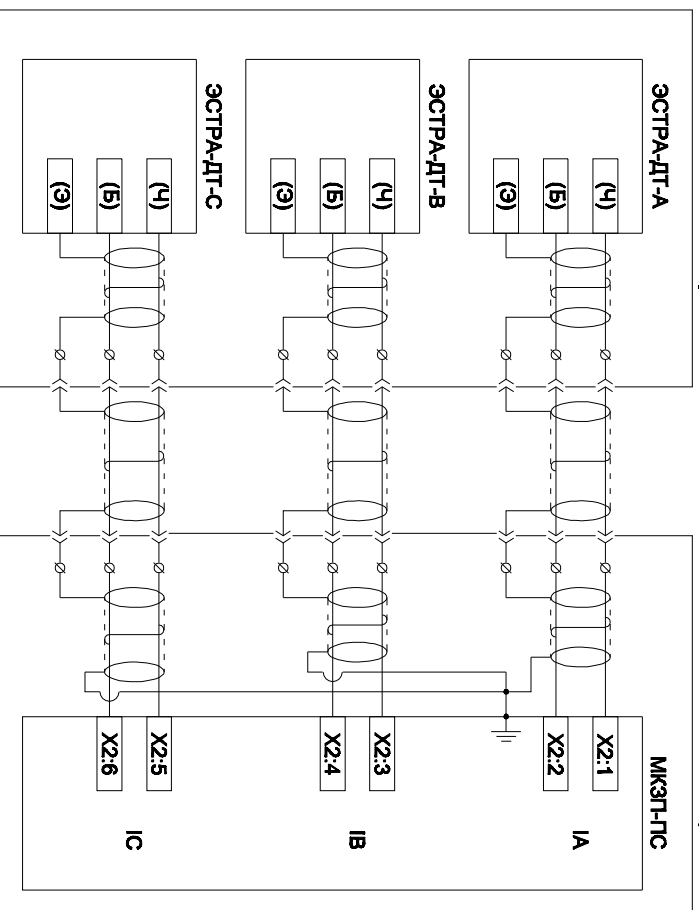 ЭСТРА-ДТ-А
МКЗП-ПС
(Ч)
X2:1
IA
(Б)
X2:2
(Э)
ЭСТРА-ДТ-В
(Ч)
X2:3
IB
(Б)
X2:4
(Э)
ЭСТРА-ДТ-С
(Ч)
X2:5
IC
(Б)
X2:6
(Э)